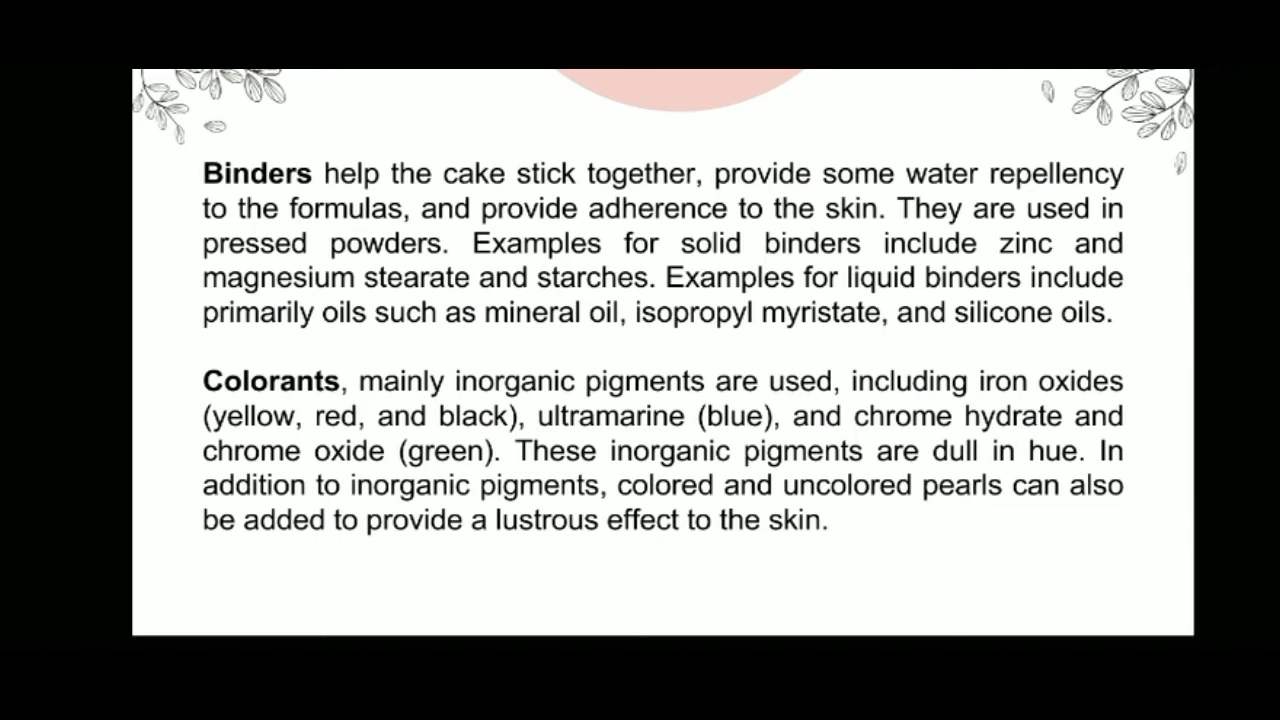 Binders help the cake stick together, provide some water repellency
to the formulas, and provide adherence to the skin. They are used in
pressed powders. Examples for solid binders include zinc and
magnesium stearate and starches. Examples for liquid binders include
primarily oils such as mineral oil, isopropyl myristate, and silicone oils.
Colorants, mainly inorganic pigments are used, including iron oxides
(yellow, red, and black), ultramarine (blue), and chrome hydrate and
chrome oxide (green). These inorganic pigments are dull in hue. In
addition to inorganic pigments, colored and uncolored pearls can also
be added to provide a lustrous effect to the skin.